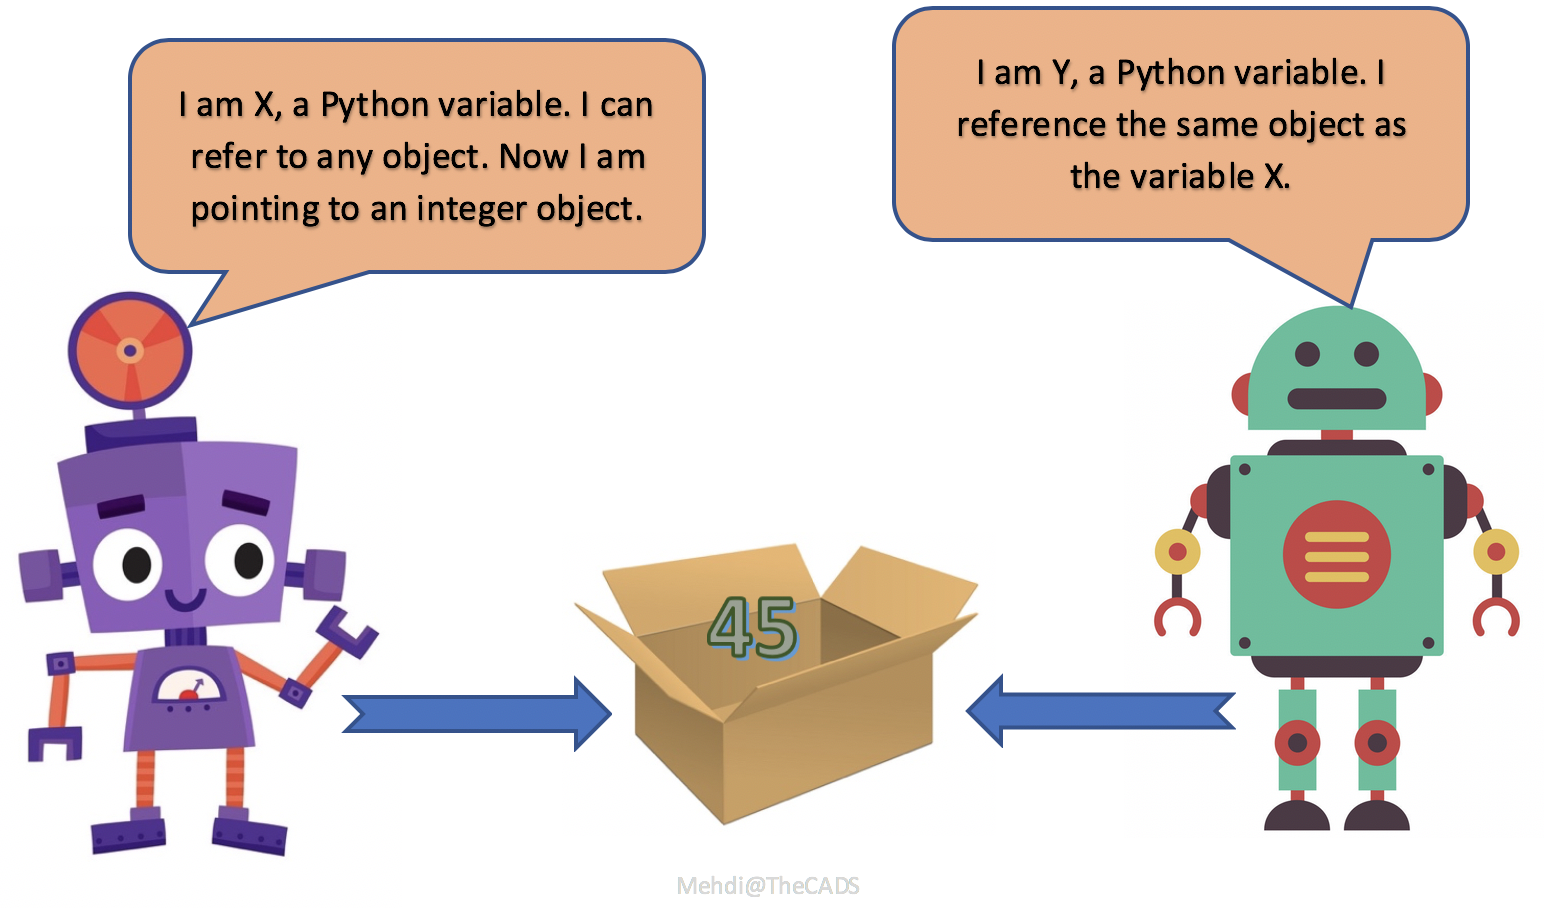 I am X, a Python variable. I can
refer to any object. Now I am
pointing to an integer object.
I am Y, a Python variable. I
reference the same object as
the variable X.
45
Mehdi@TheCADS